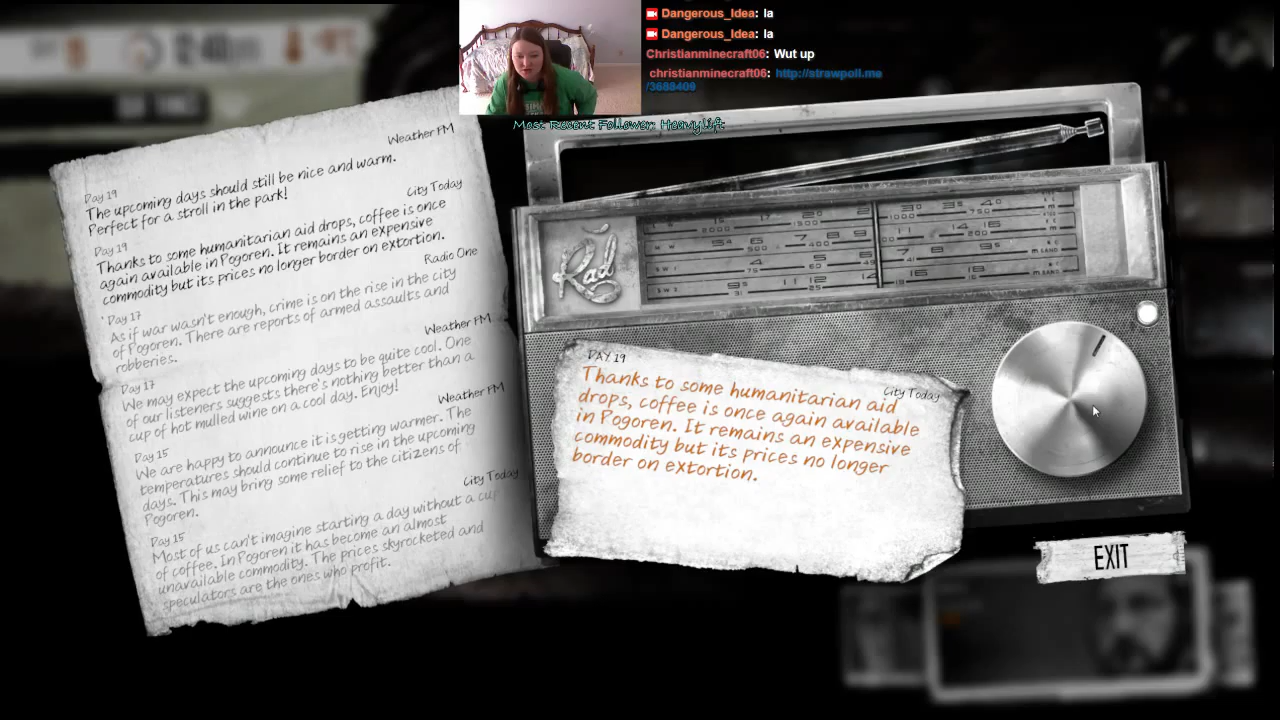 Dangerous_Idea: la
Dangerous_Idea: la
Christianminecraft06: Wut up
christianminecraft06: http://strawpoll.me
/3688409
Most Recent Follower: Heavylift
Weather FM
Day 19
The upcoming days should still be nice and warm.
Perfect for a stroll in the park!
City Today
Day 19
Thanks to some humanitarian aid drops, coffee is once
again available in Pogoren. It remains an expensive
commodity but its prices no longer border on extortion.
Radio One
Day 17
As if war wasn't enough, crime is on the rise in the city
of Pogoren. There are reports of armed assaults and
robberies.
Weather FM
Day 17
We may expect the upcoming days to be quite cool. One
of our listeners suggests there's nothing better than a
cup of hot mulled wine on a cool day. Enjoy!
Weather FM
Day 15
We are happy to announce it is getting warmer. The
temperatures should continue to rise in the upcoming
days. This may bring some relief to the citizens of
Pogoren.
City Today
Day 15
Most of us can't imagine starting a day without a cup
of coffee. In Pogoren it has become an almost
unavailable commodity. The prices skyrocketed and
speculators are the ones who profit.
Rad
DAY 19
City Today
Thanks to some humanitarian aid
drops, coffee is once again available
in Pogoren. It remains an expensive
commodity but its prices no longer
border on extortion.
EXIT